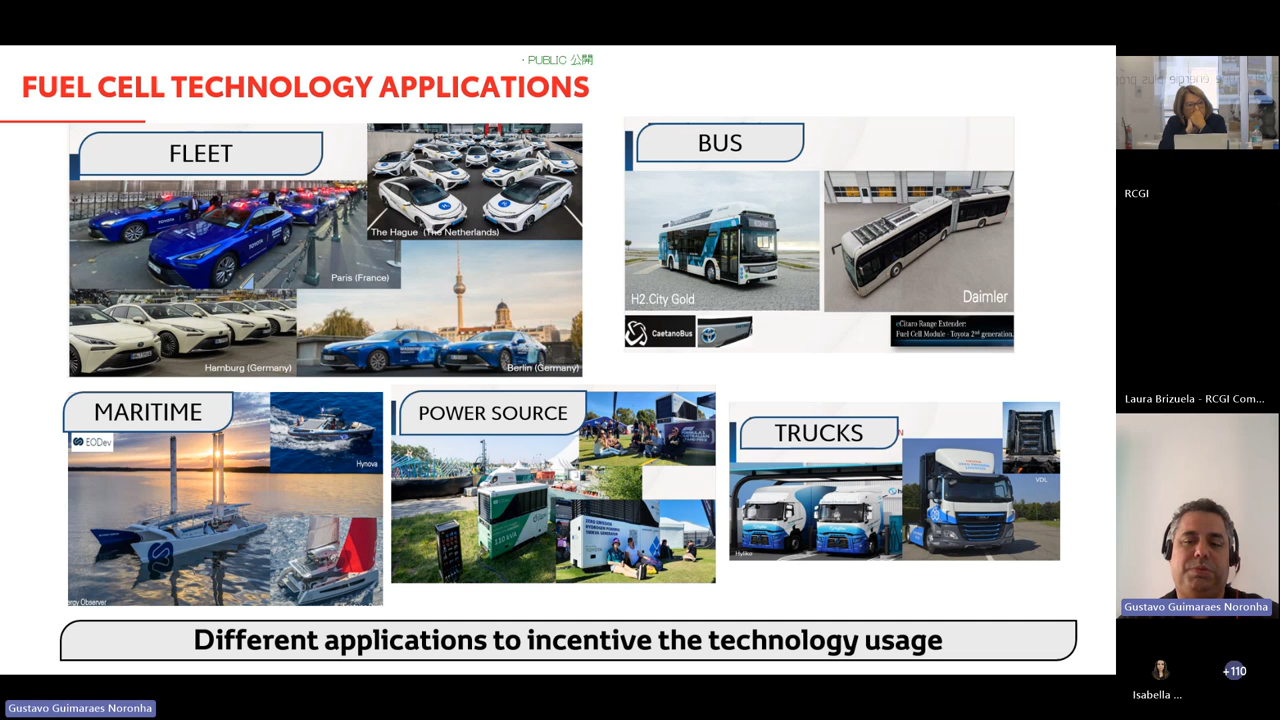 · PUBLIC 公開
FUEL CELL TECHNOLOGY APPLICATIONS
FLEET
The Hague (The Netherlands)
Paris (France)
Hamburg (Germany)
Berlin (Germany)
BUS
H2.City Gold
Daimler
CaetanoBus
eCitaro Range Extender:
Fuel Cell Module - Toyota 2nd generation.
MARITIME
EODev
Hynova
POWER SOURCE
110 kVA
TRUCKS
Hyliko
VDL
Different applications to incentive the technology usage
RCGI
Laura Brizuela - RCGI Com...
Gustavo Guimaraes Noronha
Isabella ...
+110
Gustavo Guimaraes Noronha